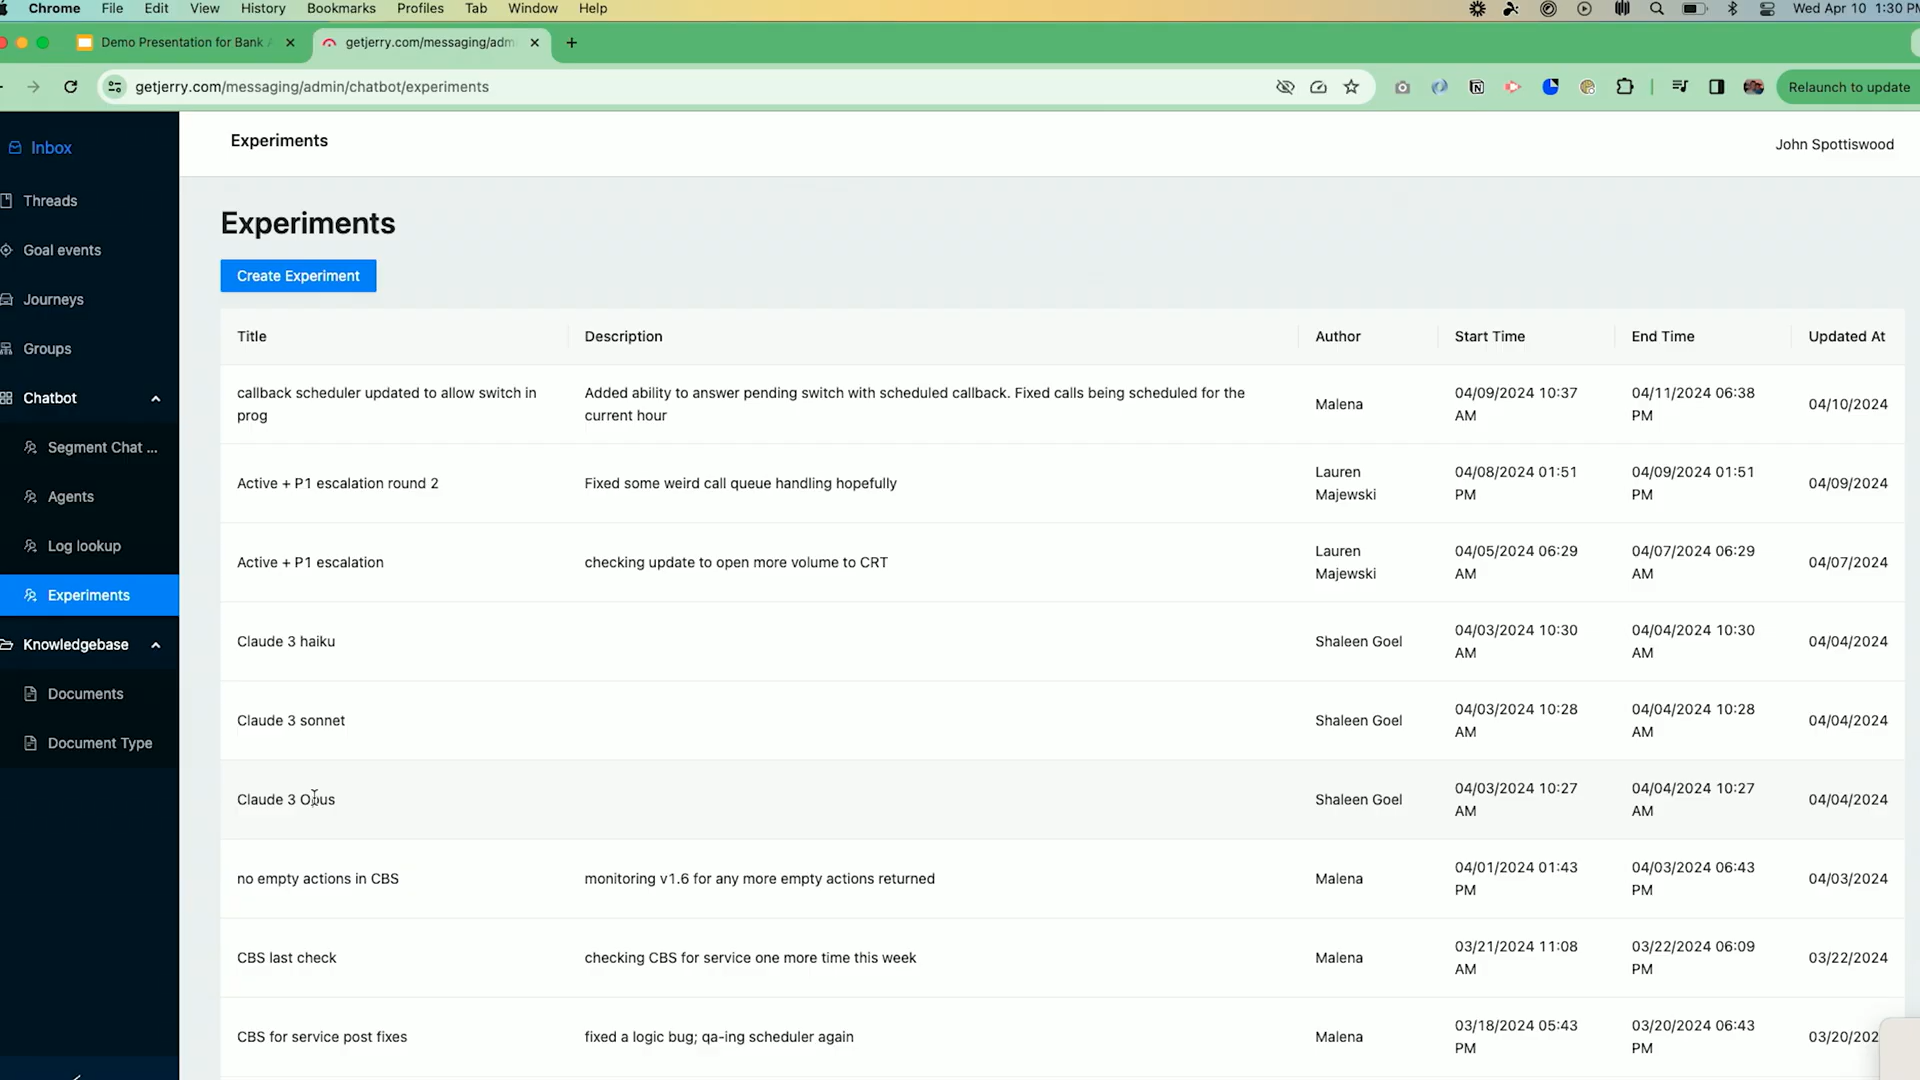 Chrome File Edit View History Bookmarks Profiles Tab Window Help Wed Apr 10 1:30 PM
Demo Presentation for Bank getjerry.com/messaging/adm
getjerry.com/messaging/admin/chatbot/experiments Relaunch to update
Inbox
Threads
Goal events
Journeys
Groups
Chatbot
Segment Chat ...
Agents
Log lookup
Experiments
Knowledgebase
Documents
Document Type
Experiments
John Spottiswood
Experiments
Create Experiment
Title Description Author Start Time End Time Updated At
callback scheduler updated to allow switch in Added ability to answer pending switch with scheduled callback. Fixed calls being scheduled for the Malena 04/09/2024 10:37 04/11/2024 06:38 04/10/2024
prog current hour AM PM
Active + P1 escalation round 2 Fixed some weird call queue handling hopefully Lauren 04/08/2024 01:51 04/09/2024 01:51 04/09/2024
Majewski PM PM
Active + P1 escalation checking update to open more volume to CRT Lauren 04/05/2024 06:29 04/07/2024 06:29 04/07/2024
Majewski AM AM
Claude 3 haiku Shaleen Goel 04/03/2024 10:30 04/04/2024 10:30 04/04/2024
AM AM
Claude 3 sonnet Shaleen Goel 04/03/2024 10:28 04/04/2024 10:28 04/04/2024
AM AM
Claude 3 Opus Shaleen Goel 04/03/2024 10:27 04/04/2024 10:27 04/04/2024
AM AM
no empty actions in CBS monitoring v1.6 for any more empty actions returned Malena 04/01/2024 01:43 04/03/2024 06:43 04/03/2024
PM PM
CBS last check checking CBS for service one more time this week Malena 03/21/2024 11:08 03/22/2024 06:09 03/22/2024
AM PM
CBS for service post fixes fixed a logic bug; qa-ing scheduler again Malena 03/18/2024 05:43 03/20/2024 06:43 03/20/202
PM PM